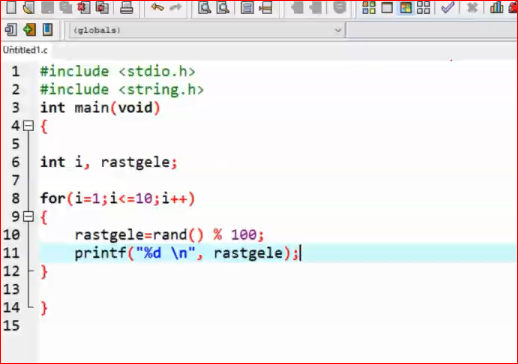 (globals)
Untitled1.c
1 #include <stdio.h>
2 #include <string.h>
3 int main(void)
4 {
5
6 int i, rastgele;
7
8 for(i=1;i<=10;i++)
9 {
10 rastgele=rand() % 100;
11 printf("%d \n", rastgele);
12 }
13
14 }
15